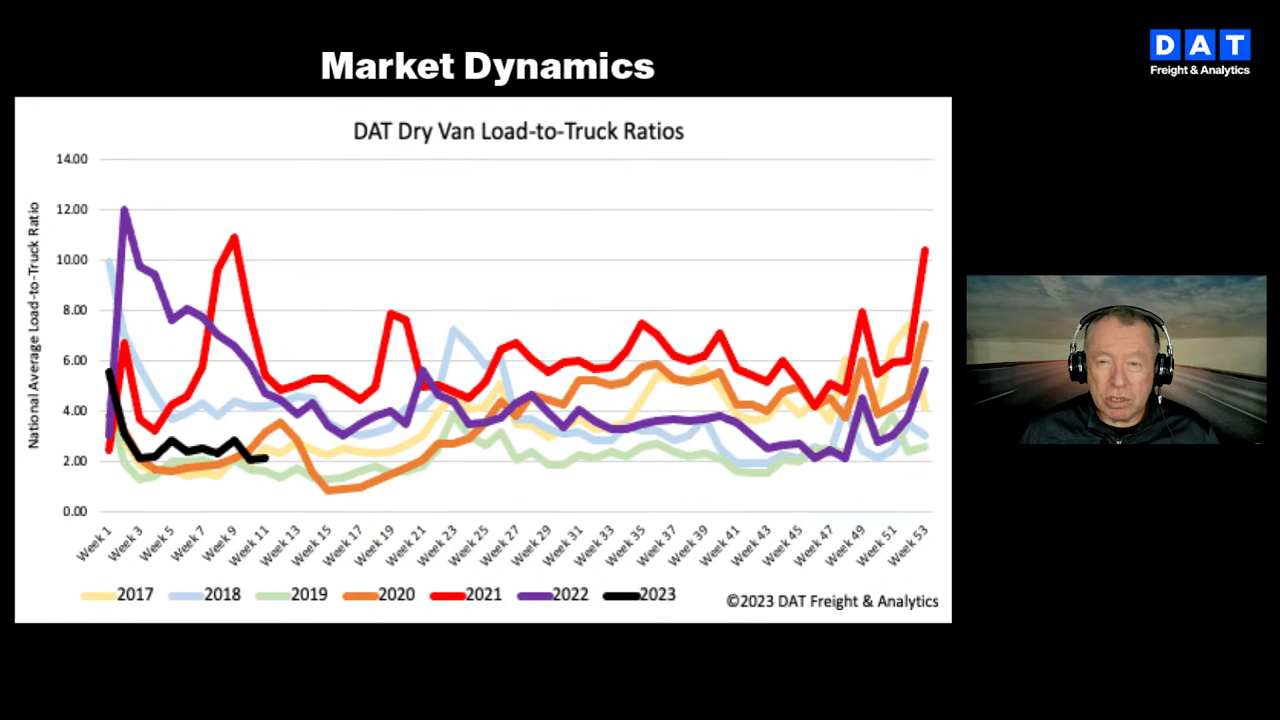 Market Dynamics
DAT
Freight & Analytics
DAT Dry Van Load-to-Truck Ratios
National Average Load-to-Truck Ratio
14.00
12.00
10.00
8.00
6.00
4.00
2.00
0.00
Week 1
Week 3
Week 5
Week 7
Week 9
Week 11
Week 13
Week 15
Week 17
Week 19
Week 21
Week 23
Week 25
Week 27
Week 29
Week 31
Week 33
Week 35
Week 37
Week 39
Week 41
Week 43
Week 45
Week 47
Week 49
Week 51
Week 53
2017 2018 2019 2020 2021 2022 2023
©2023 DAT Freight & Analytics